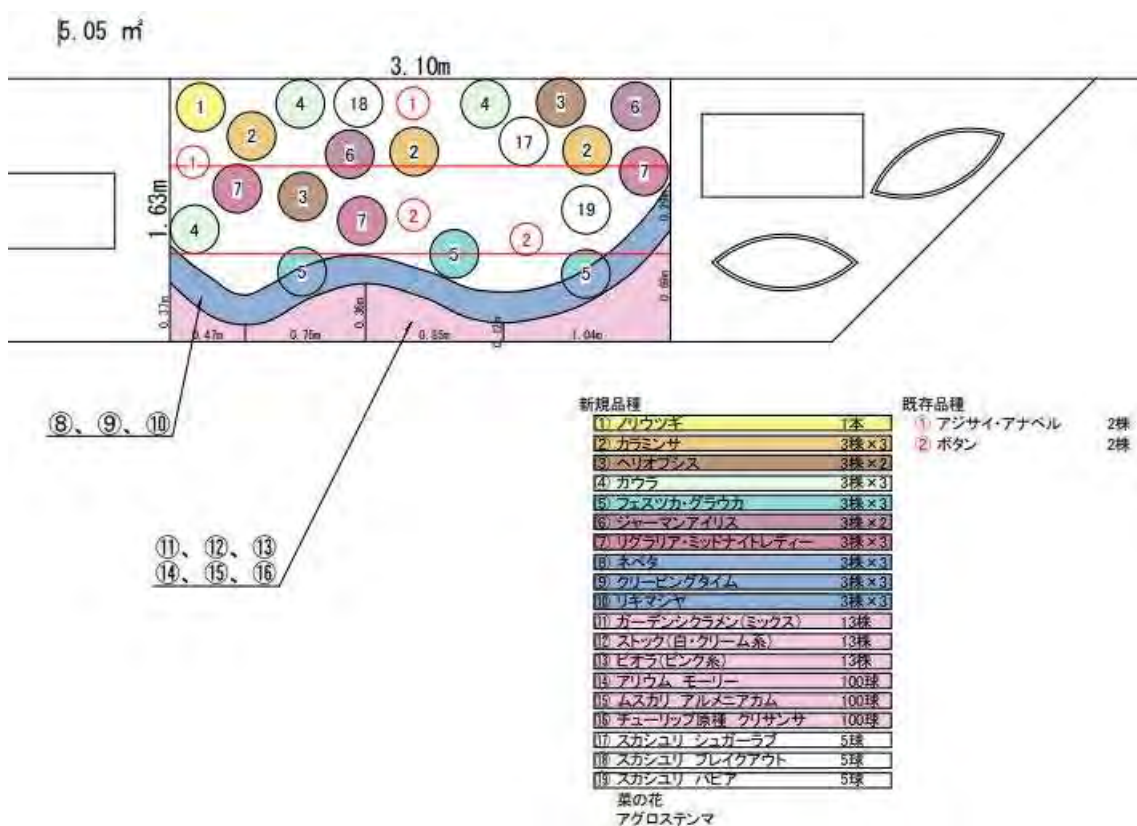 5.05 ㎡
3.10m
1 4 18 1 4 3 6
2 6 2 17 2
1
7 3 7 7
2 19
4 2
5 5 5
1.63m
0.37m 0.36m 0.69m
0.47m 0.75m 0.85m 1.04m
⑧、⑨、⑩
⑪、⑫、⑬
⑭、⑮、⑯
新規品種
① ノリウツギ 1本
② カラミンサ 3株×3
③ ヘリオプシス 3株×2
④ ガウラ 3株×3
⑤ フェスツカ・グラウカ 3株×3
⑥ ジャーマンアイリス 3株×2
⑦ リグラリア・ミッドナイトレディー 3株×3
⑧ ネペタ 3株×3
⑨ クリーピングタイム 3株×3
⑩ リキマシヤ 3株×3
⑪ ガーデンシクラメン(ミックス) 13株
⑫ ストック(白・クリーム系) 13株
⑬ ビオラ(ピンク系) 13株
⑭ アリウム モーリー 100球
⑮ ムスカリ アルメニアカム 100球
⑯ チューリップ原種 クリサンサ 100球
⑰ スカシユリ シュガーラブ 5球
⑱ スカシユリ ブレイクアウト 5球
⑲ スカシユリ パピア 5球
菜の花
アグロステンマ
既存品種
① アジサイ・アナベル 2株
② ボタン 2株